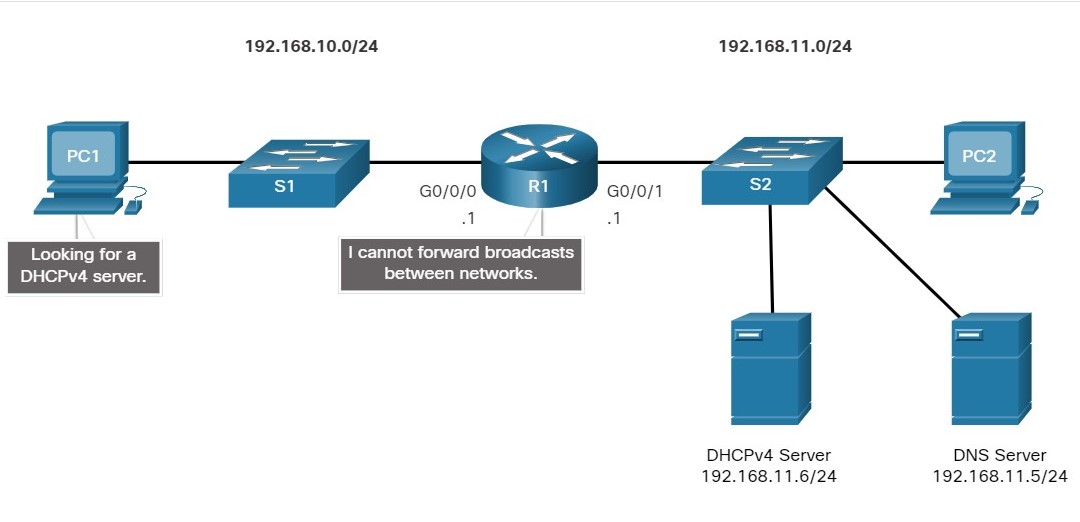 192.168.10.0/24
192.168.11.0/24
PC1
S1
R1
S2
PC2
G0/0/0
.1
G0/0/1
.1
Looking for a
DHCPv4 server.
I cannot forward broadcasts
between networks.
DHCPv4 Server
192.168.11.6/24
DNS Server
192.168.11.5/24